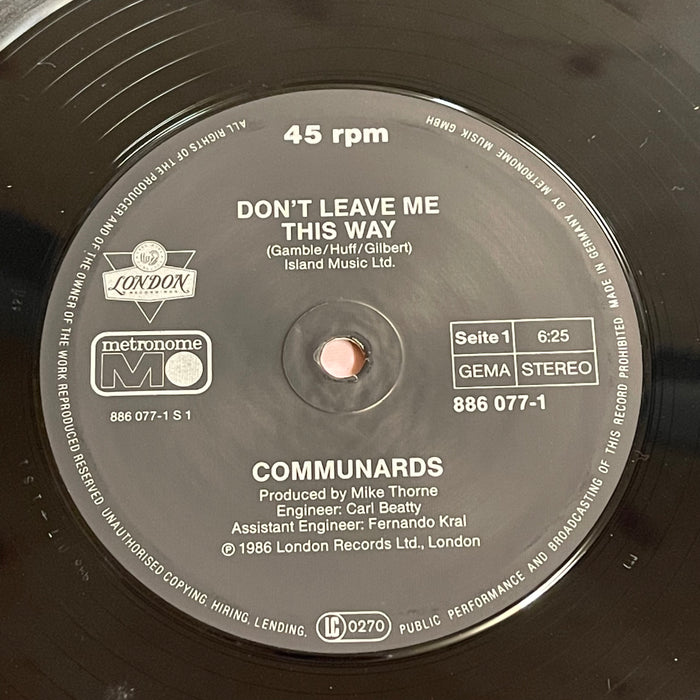 45 rpm
DON'T LEAVE ME
THIS WAY
(Gamble/Huff/Gilbert)
Island Music Ltd.
LONDON
RECORDINGS
metronome
M
886 077-1 S 1
Seite 1 6:25
GEMA STEREO
886 077-1
COMMUNARDS
Produced by Mike Thorne
Engineer: Carl Beatty
Assistant Engineer: Fernando Kral
℗ 1986 London Records Ltd., London
ALL RIGHTS OF THE PRODUCER AND OF THE OWNER OF THE WORK REPRODUCED RESERVED. UNAUTHORISED COPYING, HIRING, LENDING, PUBLIC PERFORMANCE AND BROADCASTING OF THIS RECORD PROHIBITED MADE IN GERMANY BY METRONOME MUSIK GMBH
LC 0270